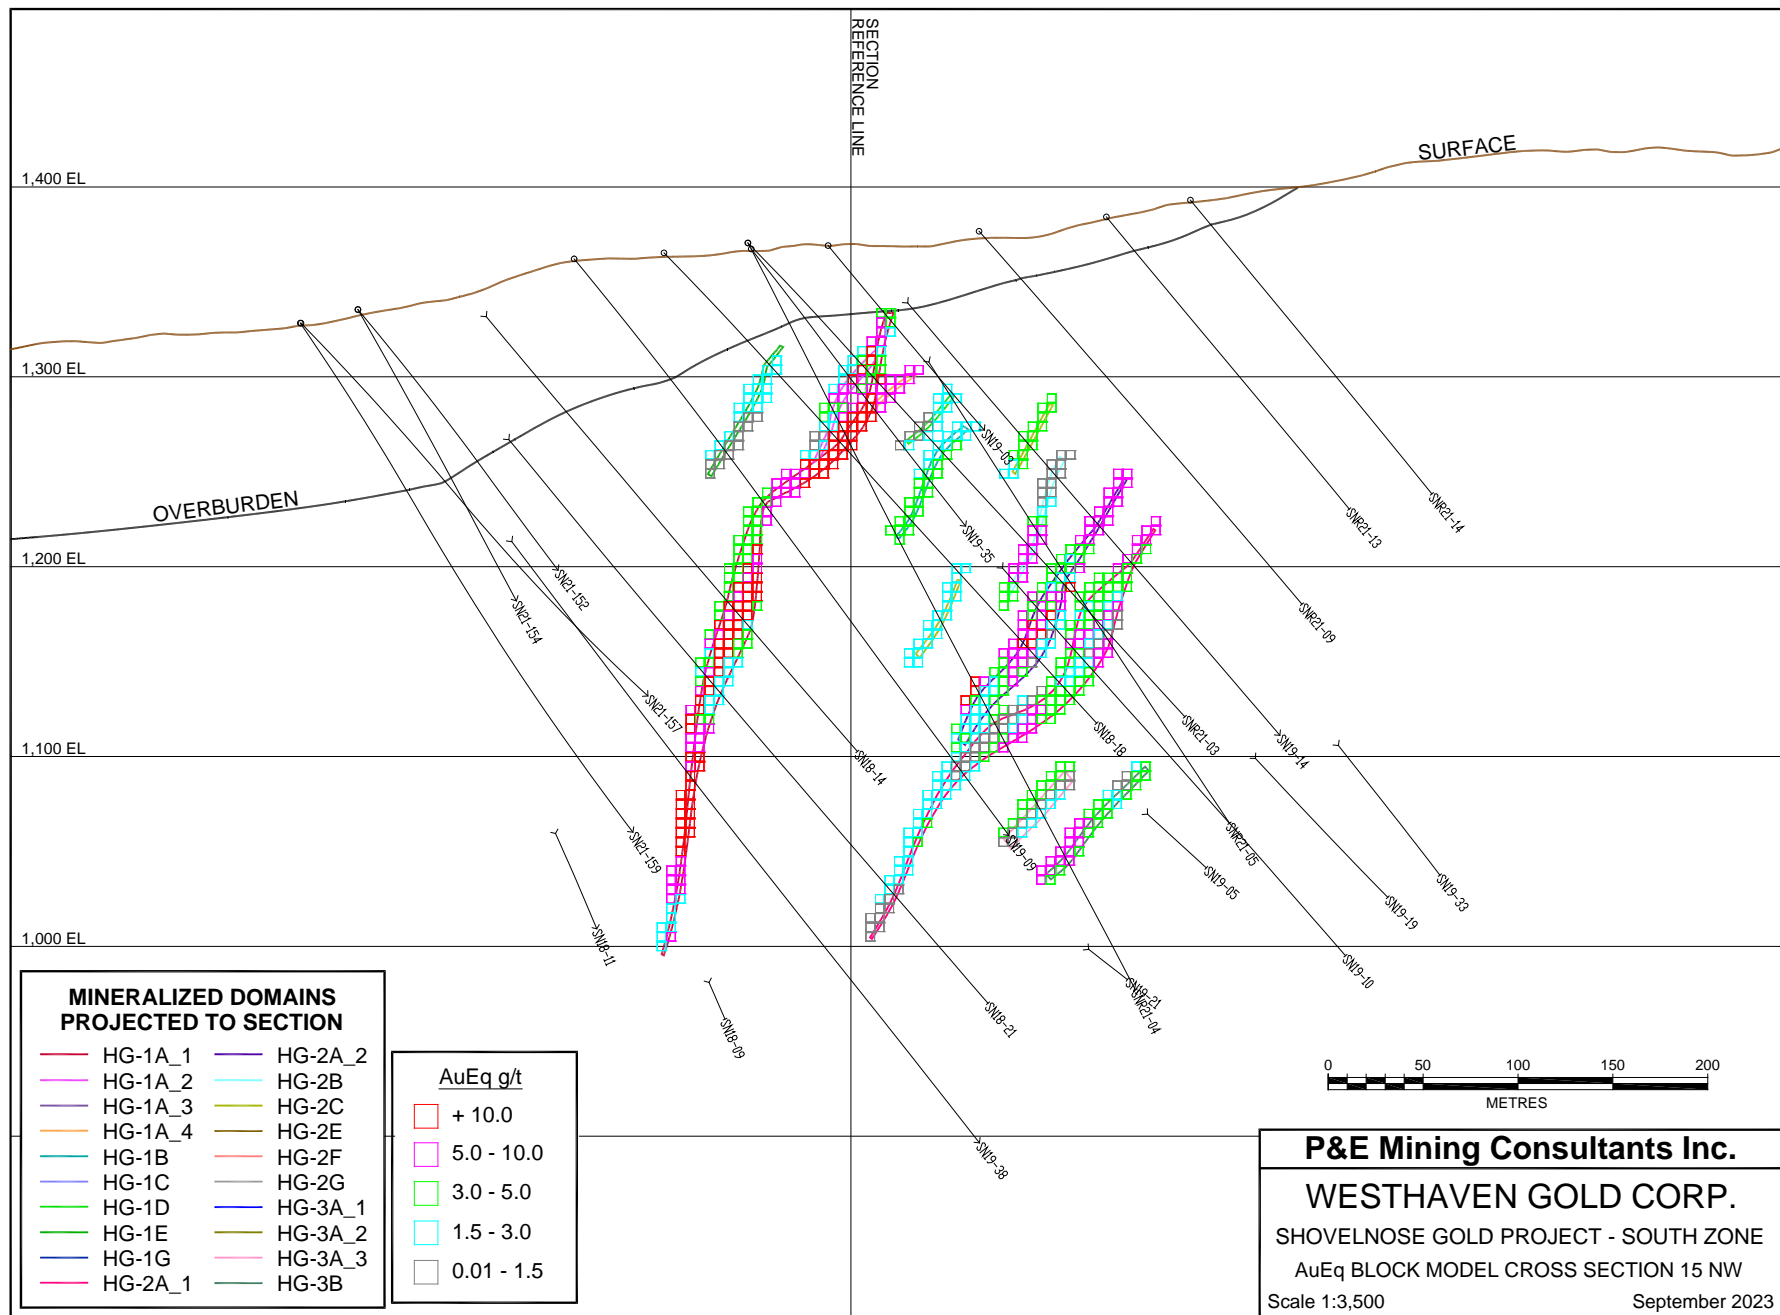 SECTION
REFERENCE LINE
SURFACE
1,400 EL
1,300 EL
OVERBURDEN
1,200 EL
1,100 EL
1,000 EL
SN19-03
SNR21-14
SNR21-13
SN19-35
SN21-152
SN21-154
SNR21-09
SN21-157
SN18-18
SNR21-03
SN19-14
SN18-14
SN21-159
SN19-09
SNR21-05
SN19-05
SN19-33
SN19-19
SN18-11
SN19-10
SN19-21
SNR21-04
SN18-21
SN18-09
SN19-38
MINERALIZED DOMAINS
PROJECTED TO SECTION
HG-1A_1
HG-1A_2
HG-1A_3
HG-1A_4
HG-1B
HG-1C
HG-1D
HG-1E
HG-1G
HG-2A_1
HG-2A_2
HG-2B
HG-2C
HG-2E
HG-2F
HG-2G
HG-3A_1
HG-3A_2
HG-3A_3
HG-3B
AuEq g/t
+ 10.0
5.0 - 10.0
3.0 - 5.0
1.5 - 3.0
0.01 - 1.5
0 50 100 150 200
METRES
P&E Mining Consultants Inc.
WESTHAVEN GOLD CORP.
SHOVELNOSE GOLD PROJECT - SOUTH ZONE
AuEq BLOCK MODEL CROSS SECTION 15 NW
Scale 1:3,500 September 2023